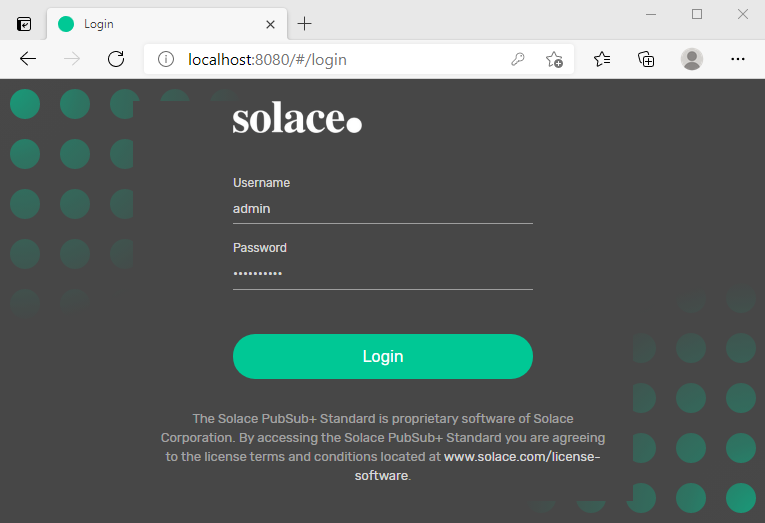 Login
localhost:8080/#/login
solace
Username
admin
Password
••••••••••
Login
The Solace PubSub+ Standard is proprietary software of Solace
Corporation. By accessing the Solace PubSub+ Standard you are agreeing
to the license terms and conditions located at www.solace.com/license-
software.